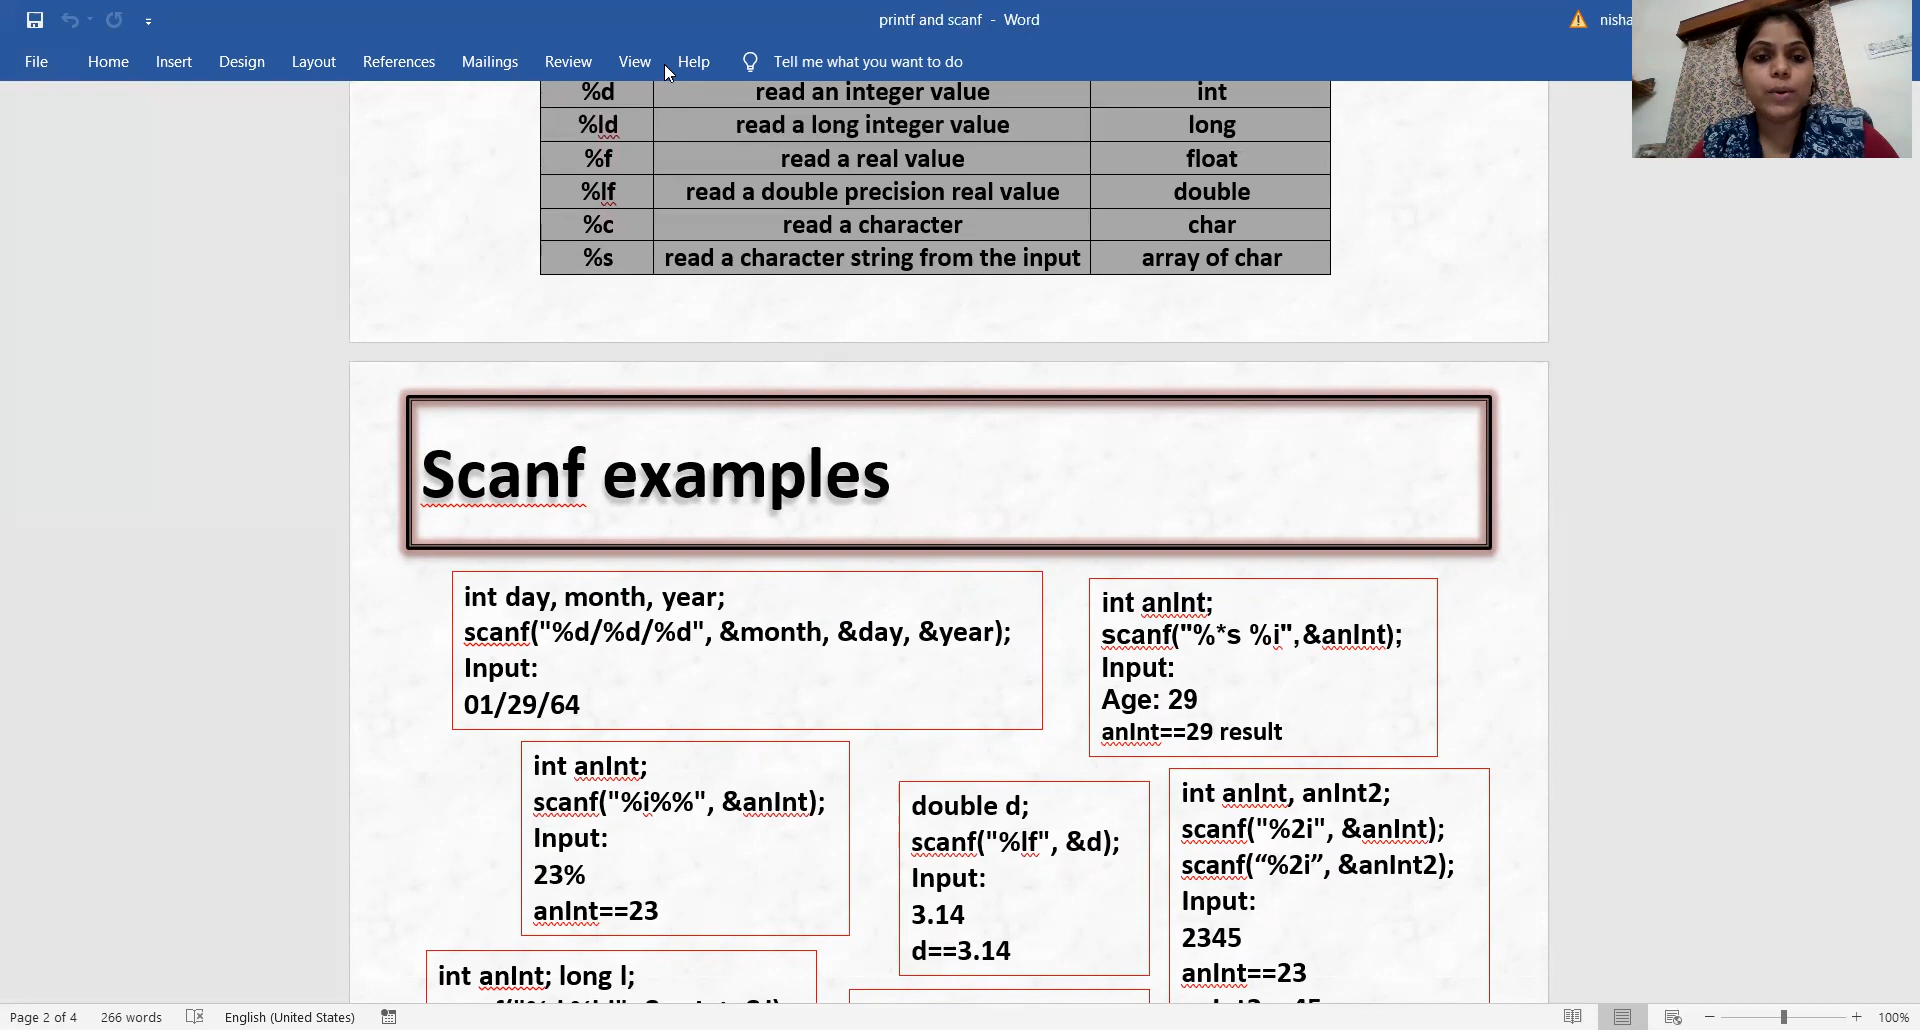 printf and scanf - Word
nisha
File Home Insert Design Layout References Mailings Review View Help Tell me what you want to do
%d read an integer value int
%ld read a long integer value long
%f read a real value float
%lf read a double precision real value double
%c read a character char
%s read a character string from the input array of char
Scanf examples
int day, month, year;
scanf("%d/%d/%d", &month, &day, &year);
Input:
01/29/64
int anInt;
scanf("%*s %i",&anInt);
Input:
Age: 29
anInt==29 result
int anInt;
scanf("%i%%", &anInt);
Input:
23%
anInt==23
double d;
scanf("%lf", &d);
Input:
3.14
d==3.14
int anInt, anInt2;
scanf("%2i", &anInt);
scanf(“%2i”, &anInt2);
Input:
2345
anInt==23
int anInt; long l;
Page 2 of 4 266 words English (United States) 100%